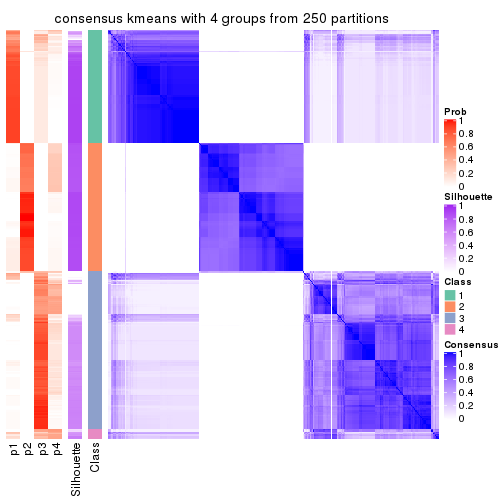 consensus kmeans with 4 groups from 250 partitions
Prob
1
0.8
0.6
0.4
0.2
0
Silhouette
1
0.8
0.6
0.4
0.2
0
Class
1
2
3
4
Consensus
1
0.8
0.6
0.4
0.2
0
p1
p2
p3
p4
Silhouette
Class